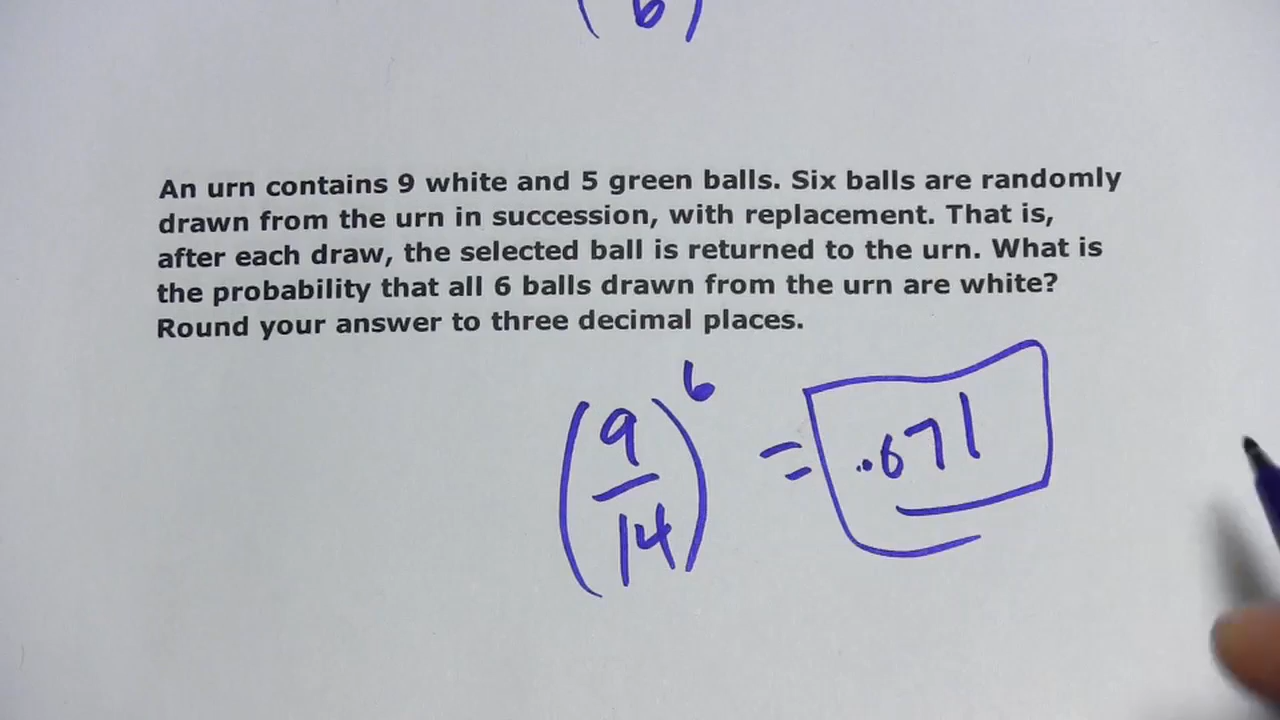 ( 6 )
An urn contains 9 white and 5 green balls. Six balls are randomly
drawn from the urn in succession, with replacement. That is,
after each draw, the selected ball is returned to the urn. What is
the probability that all 6 balls drawn from the urn are white?
Round your answer to three decimal places.
(9/14)^6 = .671